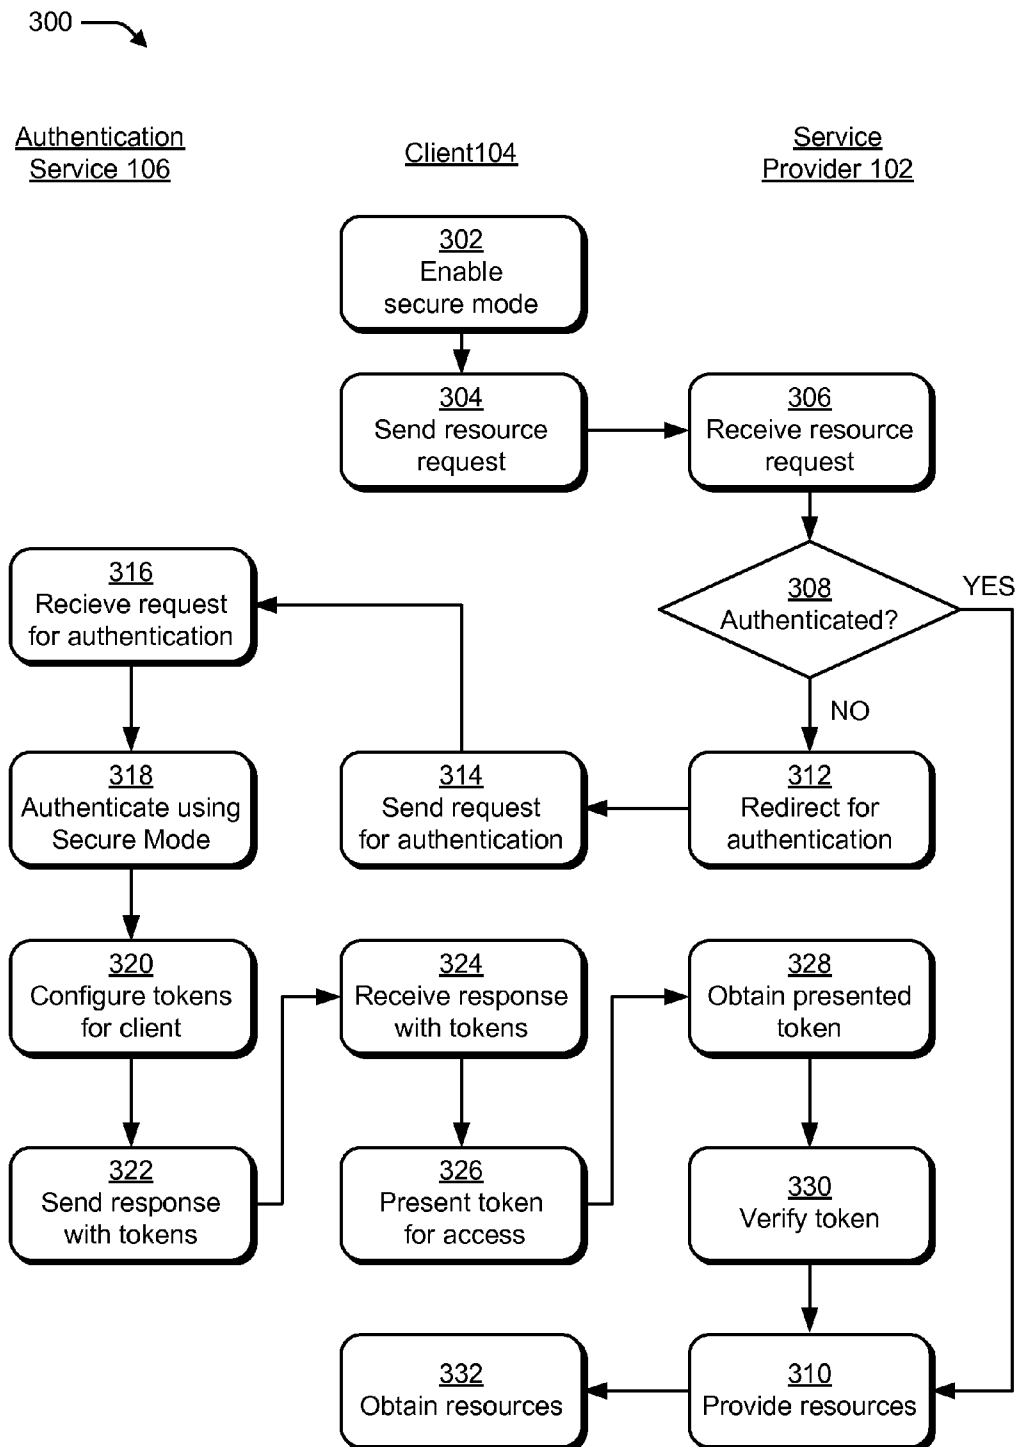 300
Authentication
Service 106
Client104
Service
Provider 102
302
Enable
secure mode
304
Send resource
request
306
Receive resource
request
308
Authenticated?
YES
NO
316
Recieve request
for authentication
318
Authenticate using
Secure Mode
314
Send request
for authentication
312
Redirect for
authentication
320
Configure tokens
for client
324
Receive response
with tokens
328
Obtain presented
token
322
Send response
with tokens
326
Present token
for access
330
Verify token
332
Obtain resources
310
Provide resources